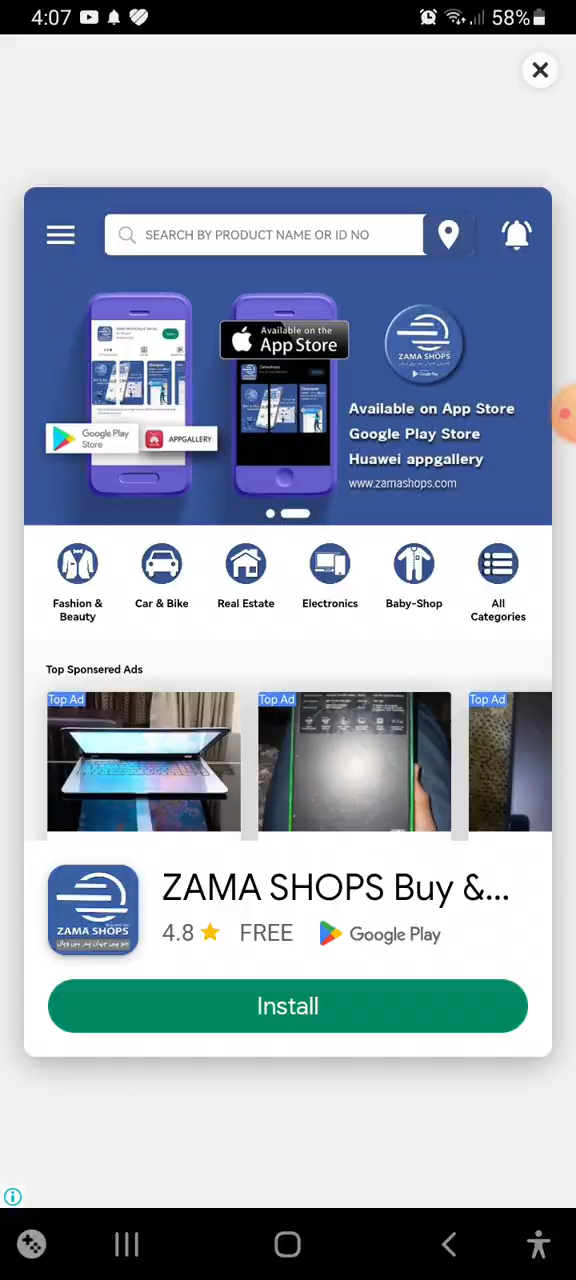 4:07
58%
SEARCH BY PRODUCT NAME OR ID NO
Available on the
App Store
Google Play
Store
APPGALLERY
ZAMA SHOPS
Google Play
Available on App Store
Google Play Store
Huawei appgallery
www.zamashops.com
Fashion & Beauty
Car & Bike
Real Estate
Electronics
Baby-Shop
All Categories
Top Sponsered Ads
Top Ad
Top Ad
Top Ad
ZAMA SHOPS
ZAMA SHOPS Buy &...
4.8 ★ FREE Google Play
Install